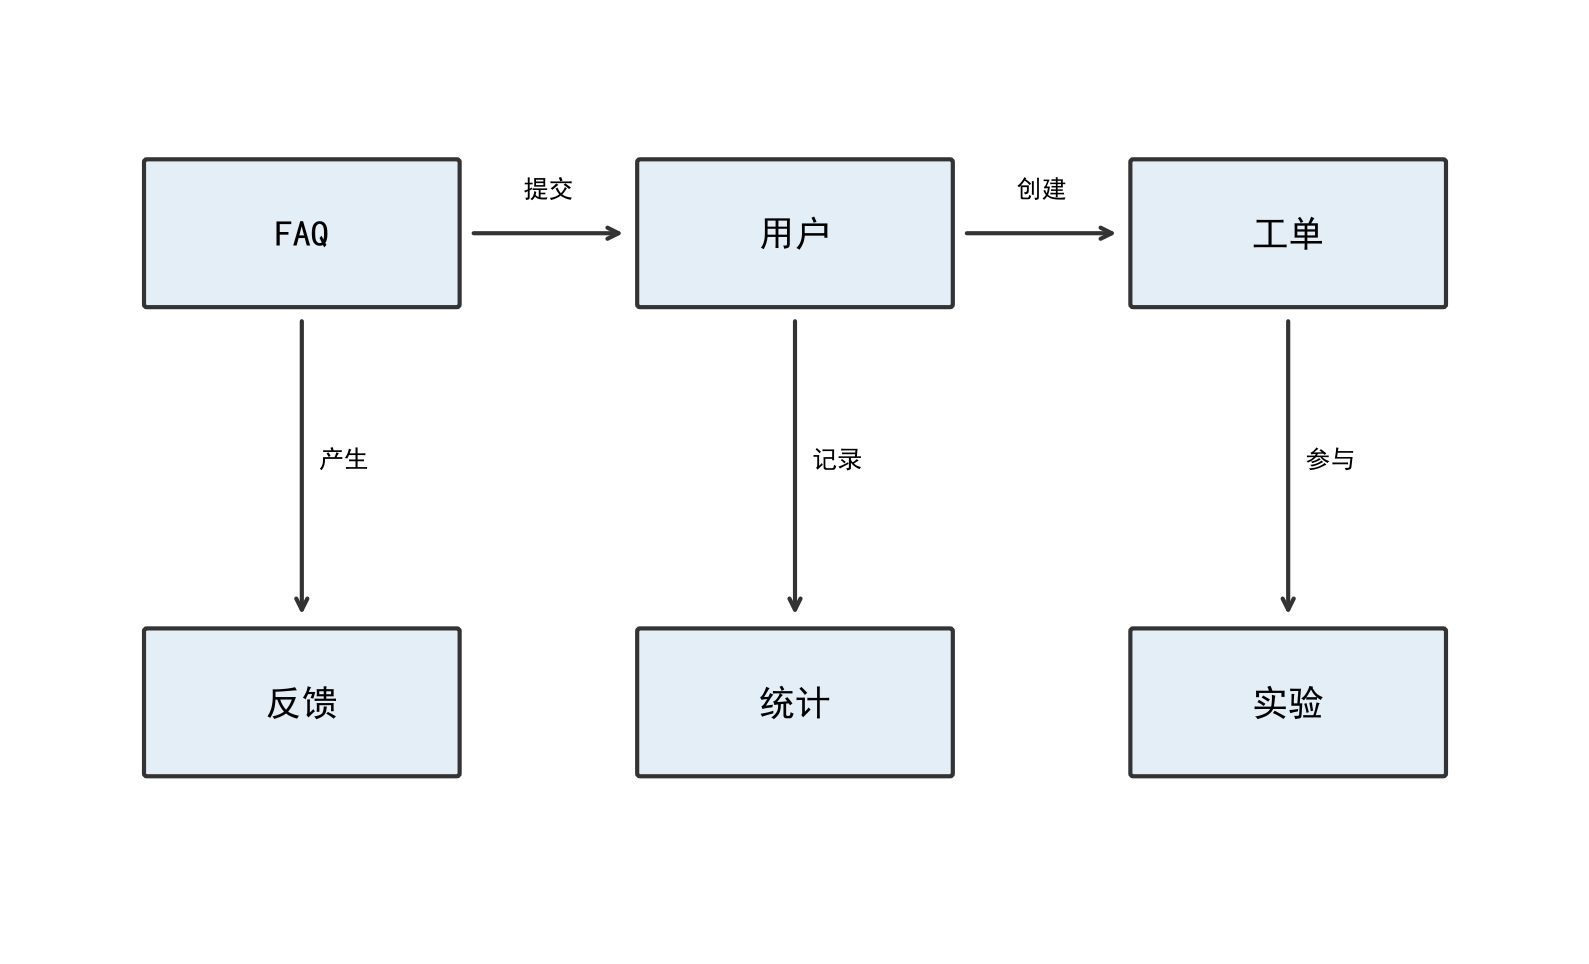 FAQ
提交
用户
创建
工单
产生
记录
参与
反馈
统计
实验